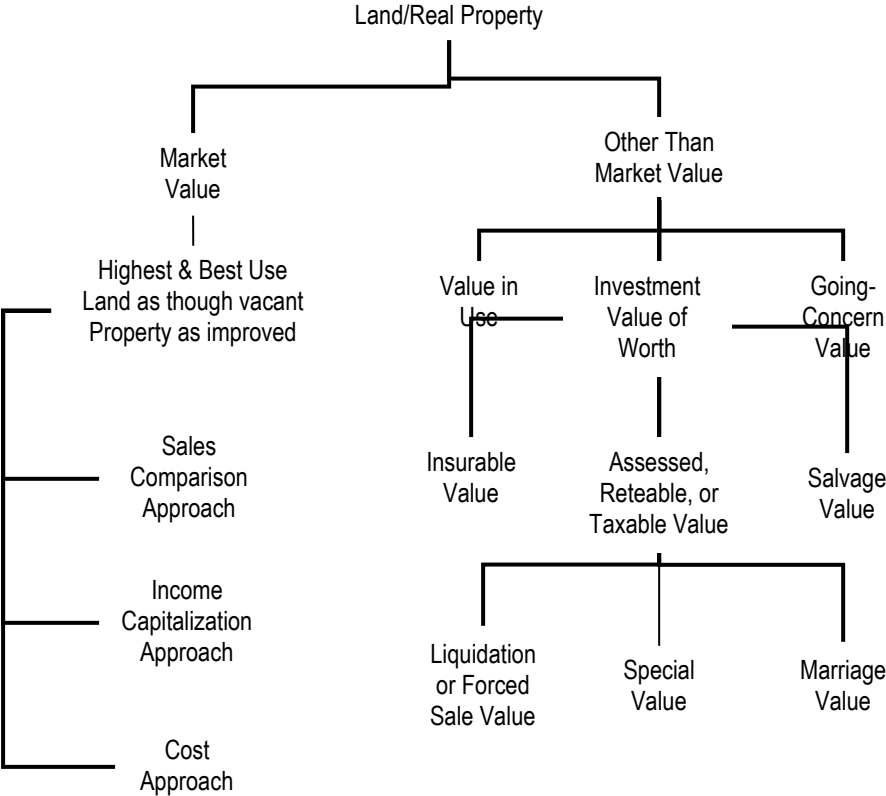 Land/Real Property
Market
Value
Other Than
Market Value
Highest & Best Use
Land as though vacant
Property as improved
Value in
Use
Investment
Value of
Worth
Going-
Concern
Value
Sales
Comparison
Approach
Insurable
Value
Assessed,
Reteable, or
Taxable Value
Salvage
Value
Income
Capitalization
Approach
Liquidation
or Forced
Sale Value
Special
Value
Marriage
Value
Cost
Approach